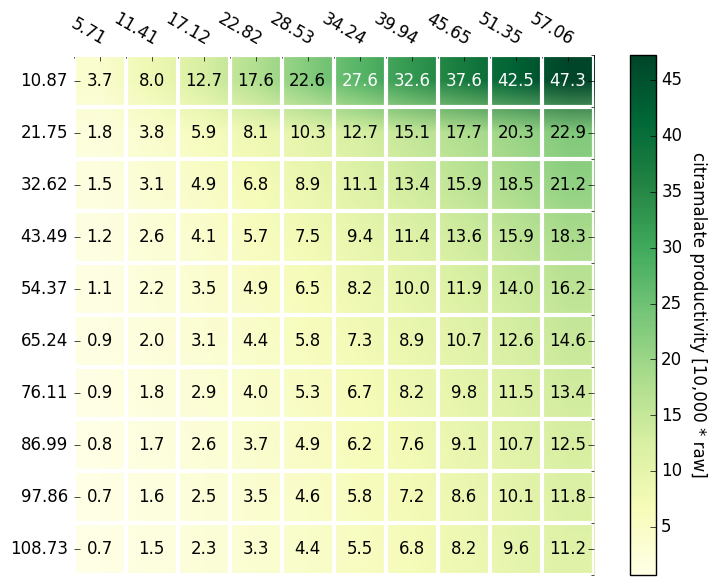 5.71 11.41 17.12 22.82 28.53 34.24 39.94 45.65 51.35 57.06
10.87 3.7 8.0 12.7 17.6 22.6 27.6 32.6 37.6 42.5 47.3
21.75 1.8 3.8 5.9 8.1 10.3 12.7 15.1 17.7 20.3 22.9
32.62 1.5 3.1 4.9 6.8 8.9 11.1 13.4 15.9 18.5 21.2
43.49 1.2 2.6 4.1 5.7 7.5 9.4 11.4 13.6 15.9 18.3
54.37 1.1 2.2 3.5 4.9 6.5 8.2 10.0 11.9 14.0 16.2
65.24 0.9 2.0 3.1 4.4 5.8 7.3 8.9 10.7 12.6 14.6
76.11 0.9 1.8 2.9 4.0 5.3 6.7 8.2 9.8 11.5 13.4
86.99 0.8 1.7 2.6 3.7 4.9 6.2 7.6 9.1 10.7 12.5
97.86 0.7 1.6 2.5 3.5 4.6 5.8 7.2 8.6 10.1 11.8
108.73 0.7 1.5 2.3 3.3 4.4 5.5 6.8 8.2 9.6 11.2
45
40
35
30
25
20
15
10
5
citramalate productivity [10,000 * raw]